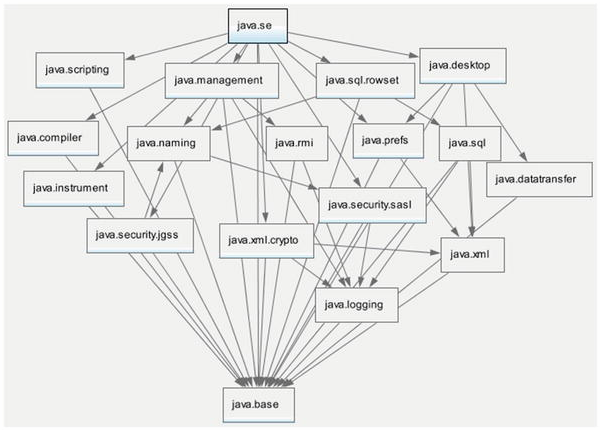 java.se
java.scripting
java.management
java.sql.rowset
java.desktop
java.compiler
java.naming
java.rmi
java.prefs
java.sql
java.instrument
java.datatransfer
java.security.sasl
java.security.jgss
java.xml.crypto
java.xml
java.logging
java.base